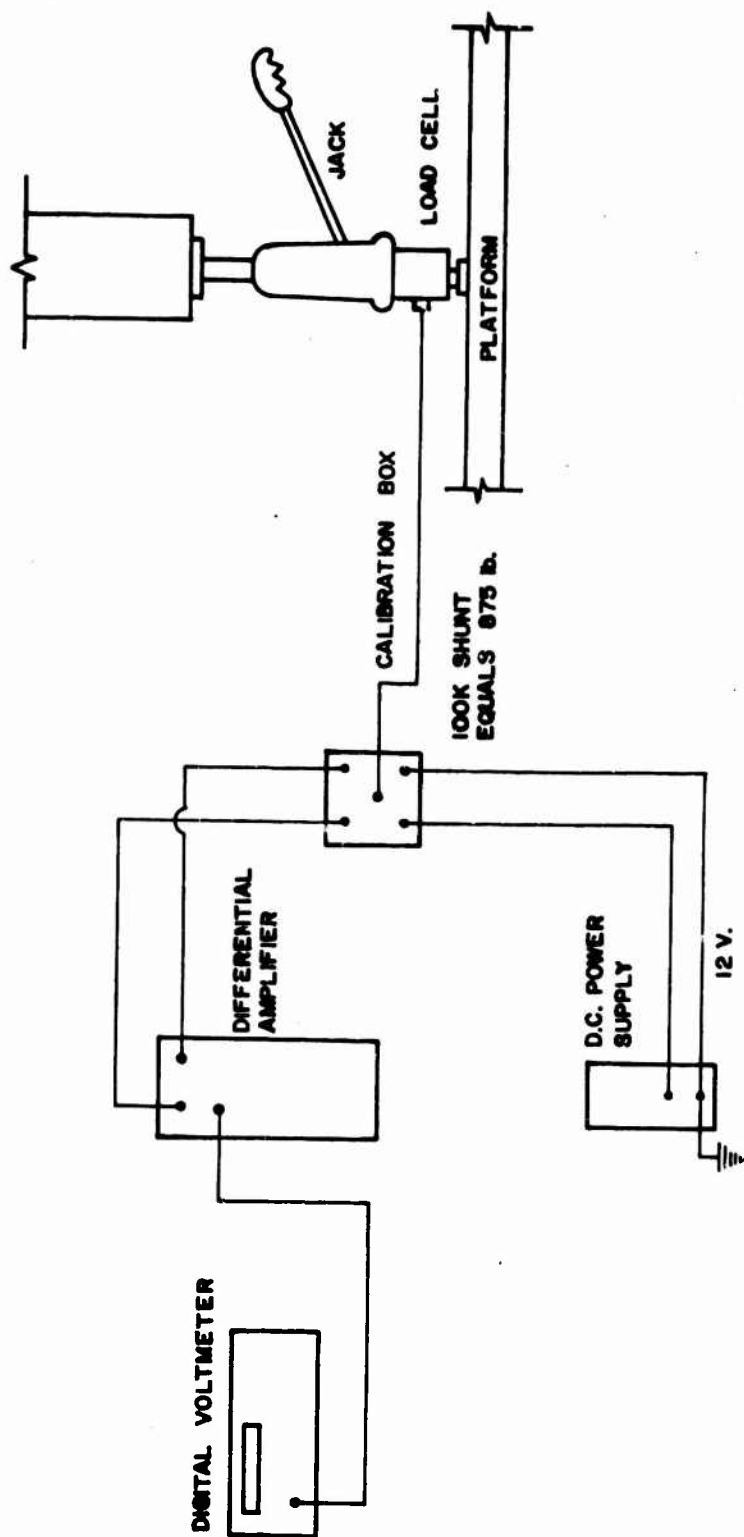 DIGITAL VOLTMETER
DIFFERENTIAL
AMPLIFIER
D.C. POWER
SUPPLY
12 V.
CALIBRATION BOX
100K SHUNT
EQUALS 875 lb.
JACK
LOAD CELL
PLATFORM